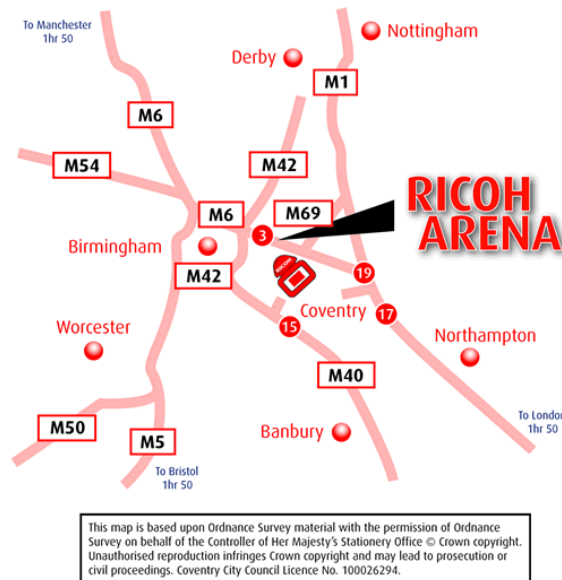 To Manchester
1hr 50
Nottingham
Derby
M1
M6
M54
M42
M6
M69
RICOH
ARENA
3
Birmingham
M42
RICOH
19
Coventry
17
15
Worcester
Northampton
M40
M50
M5
Banbury
To London
1hr 50
To Bristol
1hr 50
This map is based upon Ordnance Survey material with the permission of Ordnance
Survey on behalf of the Controller of Her Majesty's Stationery Office © Crown copyright.
Unauthorised reproduction infringes Crown copyright and may lead to prosecution or
civil proceedings. Coventry City Council Licence No. 100026294.